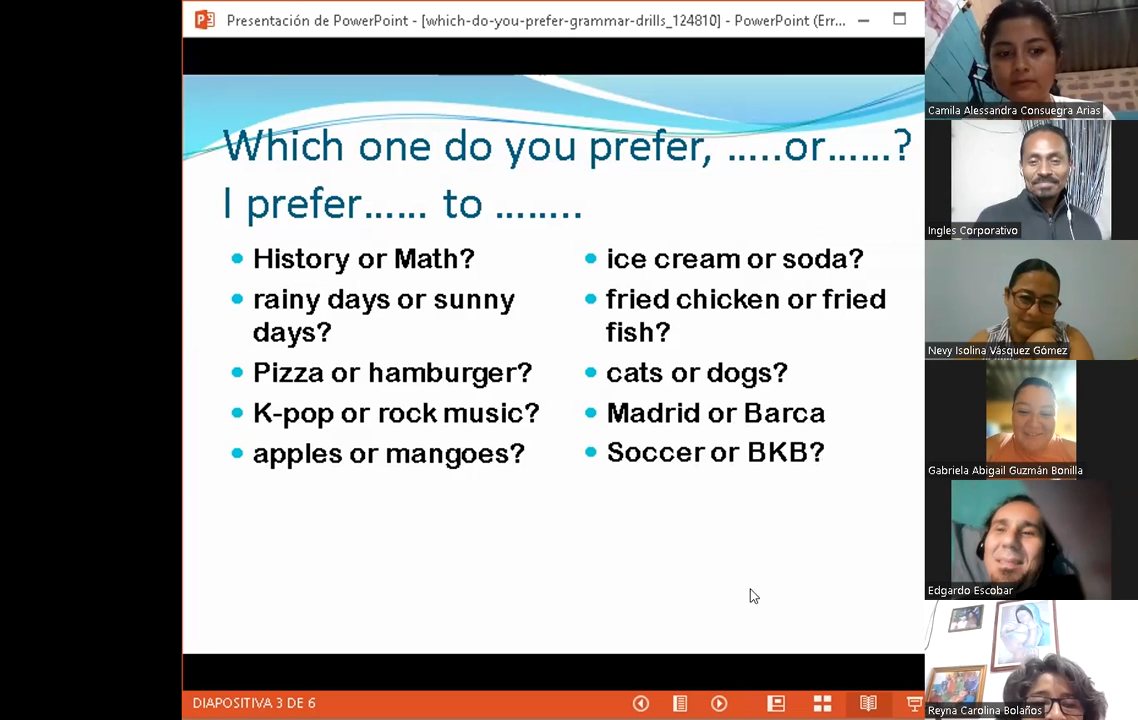 Presentación de PowerPoint - [which-do-you-prefer-grammar-drills_124810] - PowerPoint (Err...
Which one do you prefer, .....or......?
I prefer...... to ........
History or Math?
rainy days or sunny
days?
Pizza or hamburger?
K-pop or rock music?
apples or mangoes?
ice cream or soda?
fried chicken or fried
fish?
cats or dogs?
Madrid or Barca
Soccer or BKB?
DIAPOSITIVA 3 DE 6
Camila Alessandra Consuegra Arias
Ingles Corporativo
Nevy Isolina Vásquez Gómez
Gabriela Abigail Guzmán Bonilla
Edgardo Escobar
Reyna Carolina Bolaños